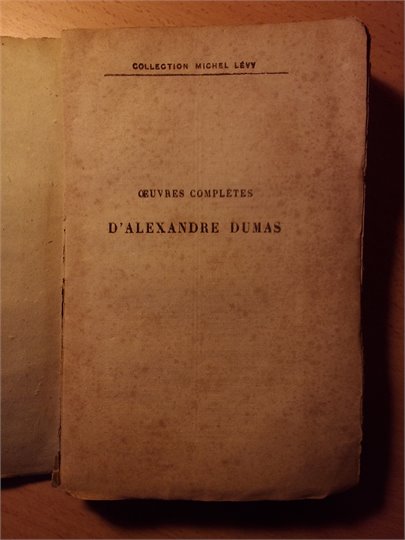 COLLECTION MICHEL LÉVY
ŒUVRES COMPLÈTES
D'ALEXANDRE DUMAS